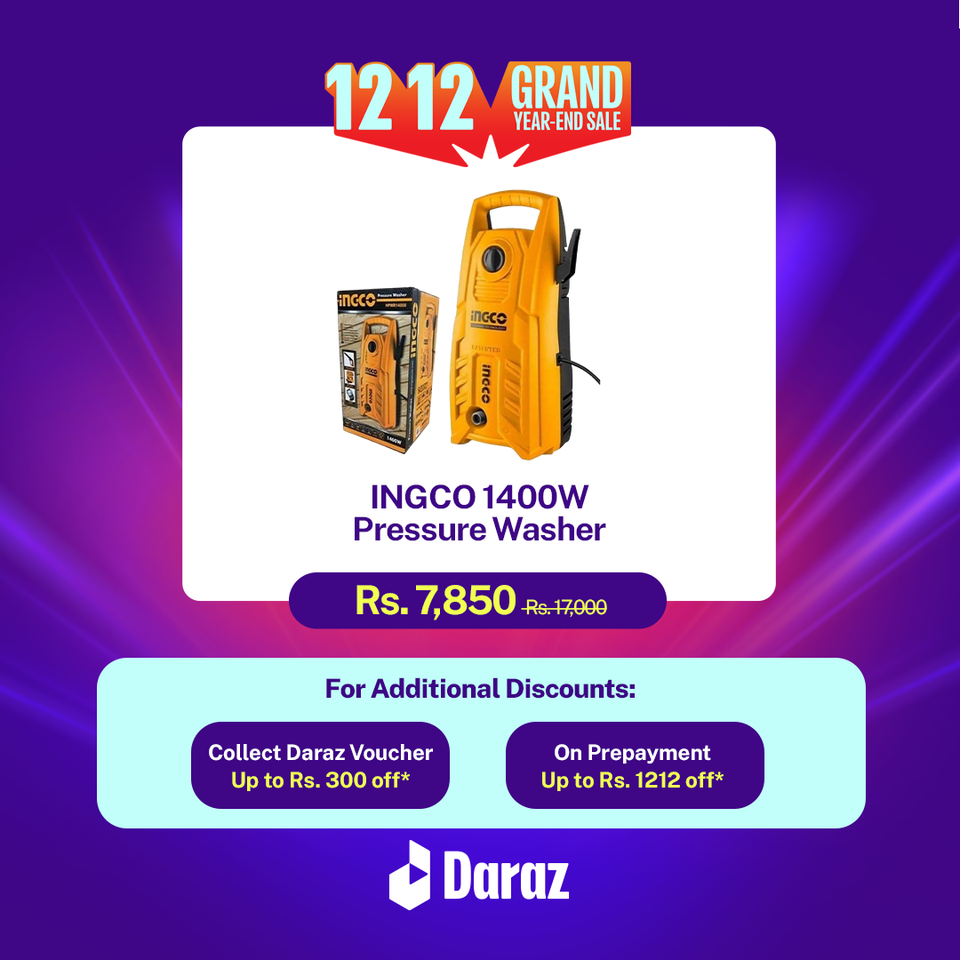 12 12 GRAND
YEAR-END SALE
INGCO
Pressure Washer
INGCO
1400W
INGCO
INGCO
INGCO 1400W
Pressure Washer
Rs. 7,850 Rs. 17,000
For Additional Discounts:
Collect Daraz Voucher
Up to Rs. 300 off*
On Prepayment
Up to Rs. 1212 off*
Daraz